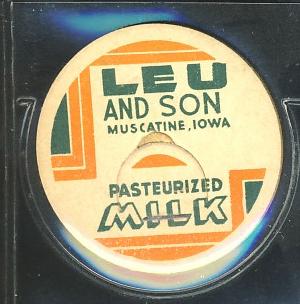 LEU
AND SON
MUSCATINE, IOWA
PASTEURIZED
MILK